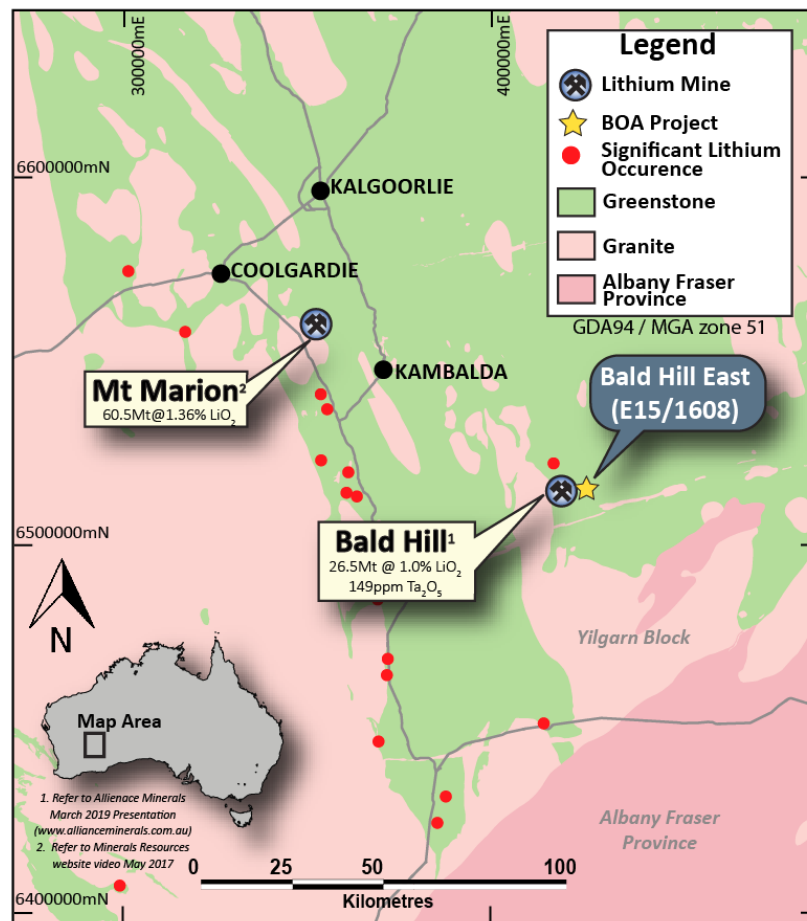 300000mE
400000mE
Legend
Lithium Mine
BOA Project
Significant Lithium
Occurence
Greenstone
Granite
Albany Fraser
Province
GDA94 / MGA zone 51
6600000mN
KALGOORLIE
COOLGARDIE
KAMBALDA
Mt Marion²
60.5Mt@1.36% LiO₂
Bald Hill East
(E15/1608)
6500000mN
Bald Hill¹
26.5Mt @ 1.0% LiO₂
149ppm Ta₂O₅
N
Yilgarn Block
Map Area
1. Refer to Allienace Minerals
March 2019 Presentation
(www.allianceminerals.com.au)
2. Refer to Minerals Resources
website video May 2017
Albany Fraser
Province
0 25 50 100
Kilometres
6400000mN